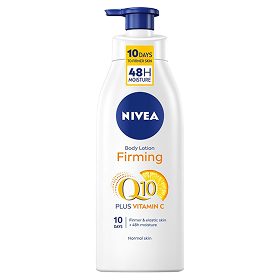 10 DAYS
TO FIRMER SKIN
48H
MOISTURE
NIVEA
Body Lotion
Firming
Q10
PLUS VITAMIN C
10
DAYS
Firmer & elastic skin
+ 48h moisture
Normal skin